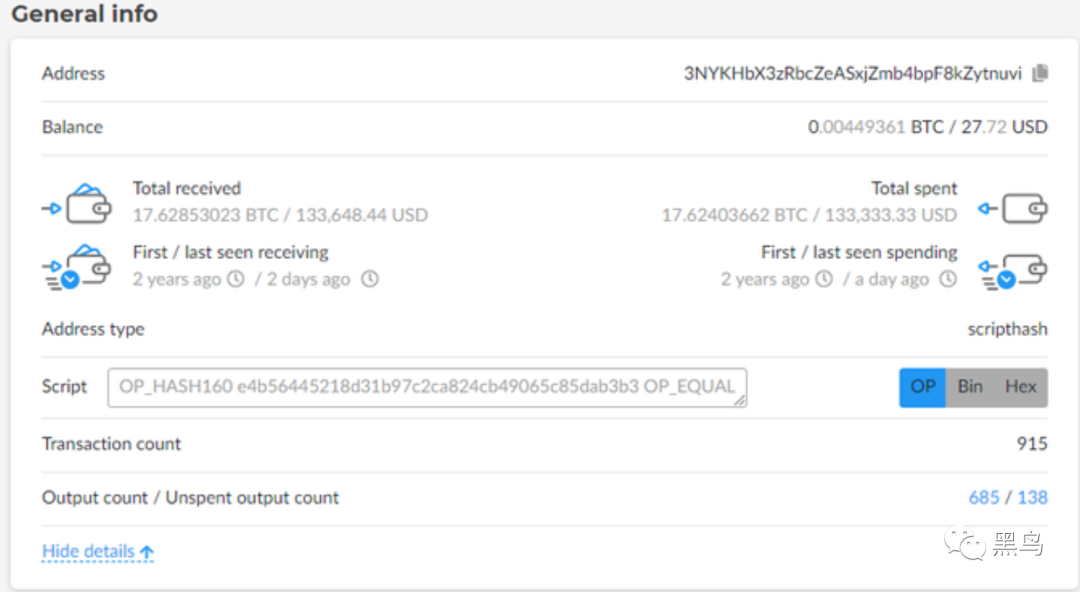 General info
Address 3NYKHbX3zRbcZeASxjZmb4bpF8kZytnuvi
Balance 0.00449361 BTC / 27.72 USD
Total received Total spent
17.62853023 BTC / 133,648.44 USD 17.62403662 BTC / 133,333.33 USD
First / last seen receiving First / last seen spending
2 years ago / 2 days ago 2 years ago / a day ago
Address type scripthash
Script OP_HASH160 e4b56445218d31b97c2ca824cb49065c85dab3b3 OP_EQUAL OP Bin Hex
Transaction count 915
Output count / Unspent output count 685 / 138
Hide details
黑鸟